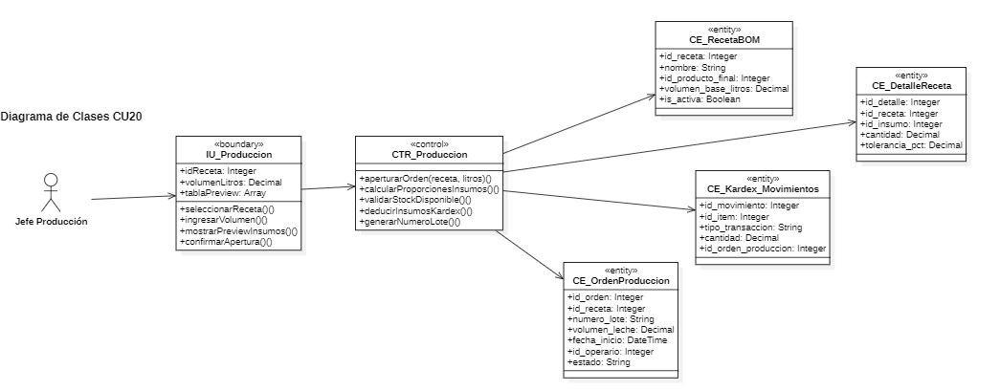 Diagrama de Clases CU20
Jefe Producción
«boundary»
IU_Produccion
+idReceta: Integer
+volumenLitros: Decimal
+tablaPreview: Array
+seleccionarReceta()()
+ingresarVolumen()()
+mostrarPreviewInsumos()()
+confirmarApertura()()
«control»
CTR_Produccion
+aperturarOrden(receta, litros)()
+calcularProporcionesInsumos()()
+validarStockDisponible()()
+deducirInsumosKardex()()
+generarNumeroLote()()
«entity»
CE_RecetaBOM
+id_receta: Integer
+nombre: String
+id_producto_final: Integer
+volumen_base_litros: Decimal
+is_activa: Boolean
«entity»
CE_DetalleReceta
+id_detalle: Integer
+id_receta: Integer
+id_insumo: Integer
+cantidad: Decimal
+tolerancia_pct: Decimal
«entity»
CE_Kardex_Movimientos
+id_movimiento: Integer
+id_item: Integer
+tipo_transaccion: String
+cantidad: Decimal
+id_orden_produccion: Integer
«entity»
CE_OrdenProduccion
+id_orden: Integer
+id_receta: Integer
+numero_lote: String
+volumen_leche: Decimal
+fecha_inicio: DateTime
+id_operario: Integer
+estado: String